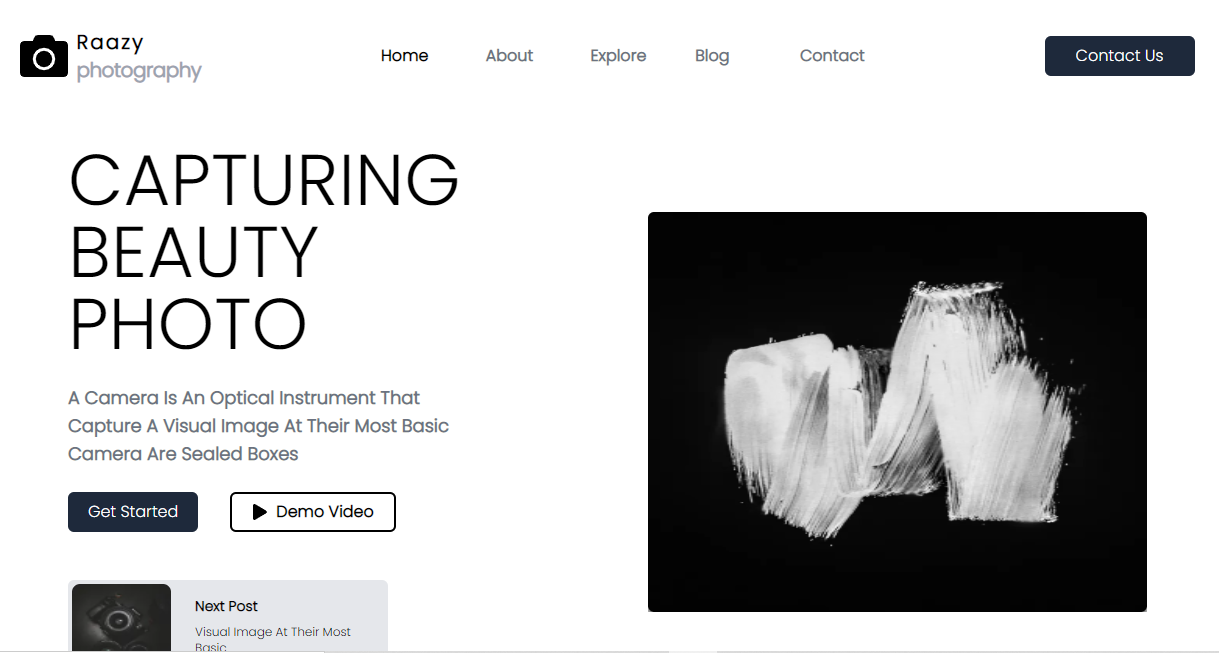 Raazy
photography
Home
About
Explore
Blog
Contact
Contact Us
CAPTURING
BEAUTY
PHOTO
A Camera Is An Optical Instrument That
Capture A Visual Image At Their Most Basic
Camera Are Sealed Boxes
Get Started
Demo Video
Next Post
Visual Image At Their Most
Basic